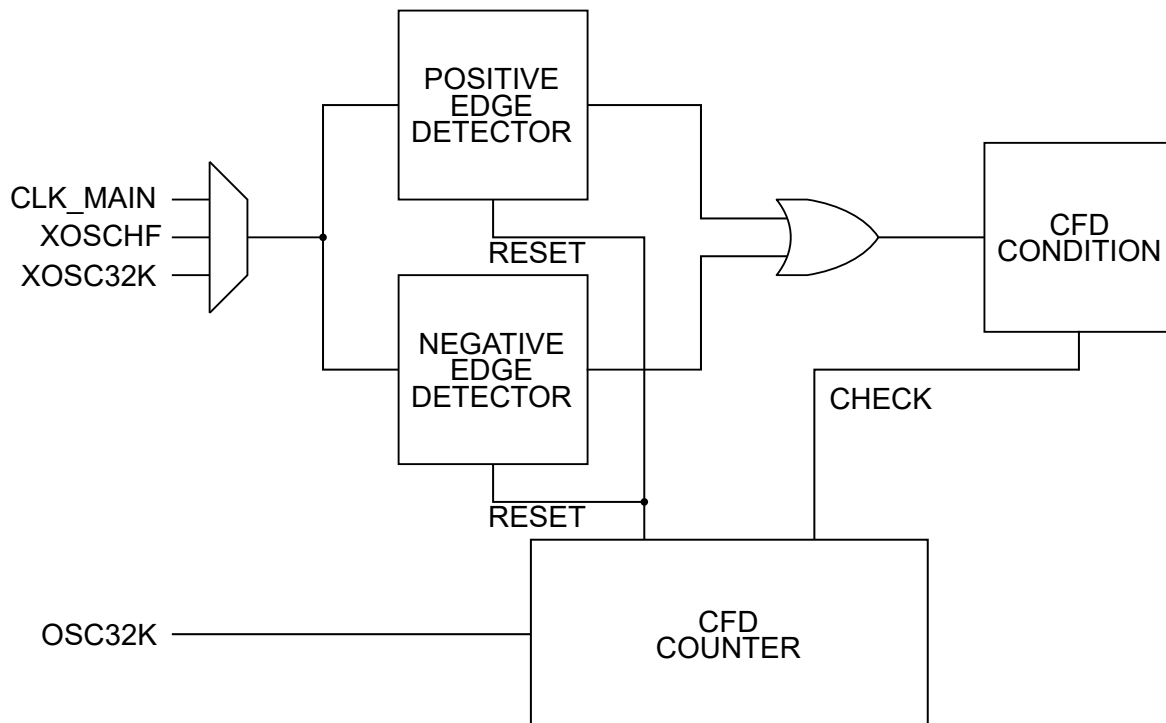 POSITIVE
EDGE
DETECTOR
CLK_MAIN
XOSCHF
XOSC32K
RESET
CFD
CONDITION
NEGATIVE
EDGE
DETECTOR
CHECK
RESET
OSC32K
CFD
COUNTER